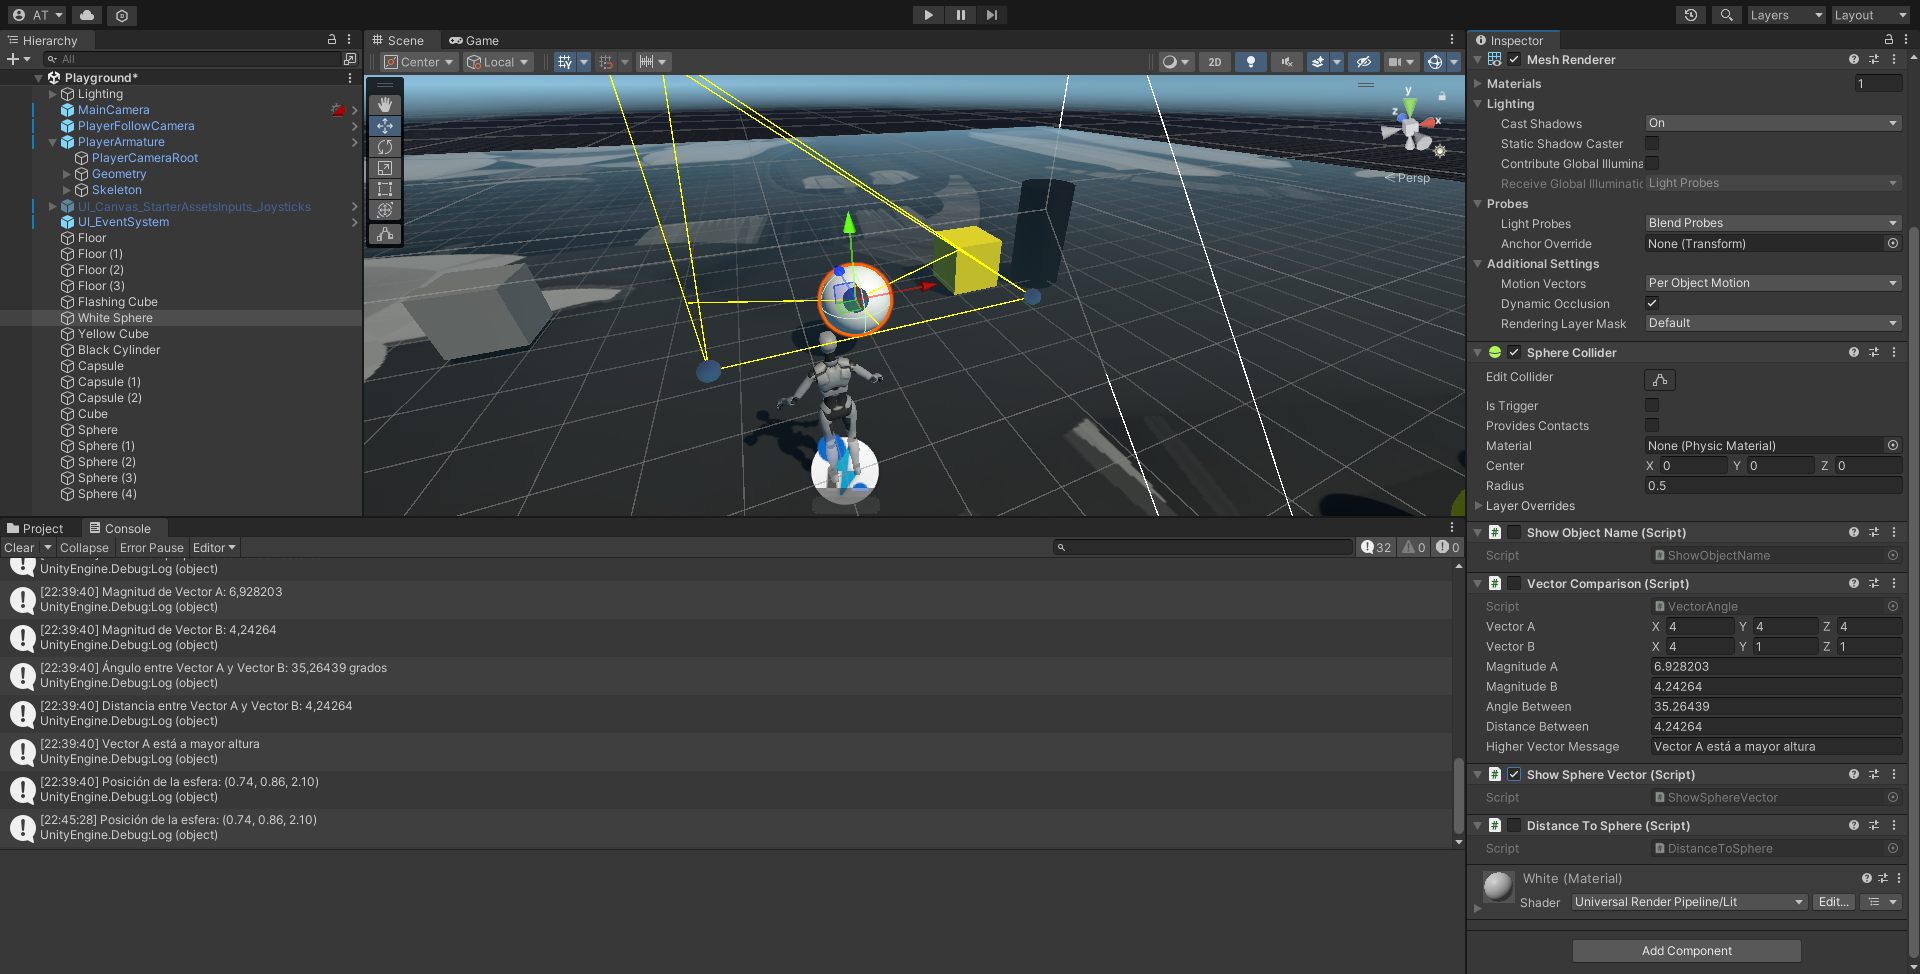 AT
Layers
Layout
Hierarchy
All
Playground*
Lighting
MainCamera
PlayerFollowCamera
PlayerArmature
PlayerCameraRoot
Geometry
Skeleton
UI_Canvas_StarterAssetsInputs_Joysticks
UI_EventSystem
Floor
Floor (1)
Floor (2)
Floor (3)
Flashing Cube
White Sphere
Yellow Cube
Black Cylinder
Capsule
Capsule (1)
Capsule (2)
Cube
Sphere
Sphere (1)
Sphere (2)
Sphere (3)
Sphere (4)
Scene
Game
Center
Local
2D
y
z
x
Persp
Project
Console
Clear
Collapse
Error Pause
Editor
32
0
0
UnityEngine.Debug:Log (object)
[22:39:40] Magnitud de Vector A: 6,928203
UnityEngine.Debug:Log (object)
[22:39:40] Magnitud de Vector B: 4,24264
UnityEngine.Debug:Log (object)
[22:39:40] Ángulo entre Vector A y Vector B: 35,26439 grados
UnityEngine.Debug:Log (object)
[22:39:40] Distancia entre Vector A y Vector B: 4,24264
UnityEngine.Debug:Log (object)
[22:39:40] Vector A está a mayor altura
UnityEngine.Debug:Log (object)
[22:39:40] Posición de la esfera: (0.74, 0.86, 2.10)
UnityEngine.Debug:Log (object)
[22:45:28] Posición de la esfera: (0.74, 0.86, 2.10)
UnityEngine.Debug:Log (object)
Inspector
Mesh Renderer
Materials 1
Lighting
Cast Shadows On
Static Shadow Caster
Contribute Global Illumina
Receive Global Illuminatic Light Probes
Probes
Light Probes Blend Probes
Anchor Override None (Transform)
Additional Settings
Motion Vectors Per Object Motion
Dynamic Occlusion
Rendering Layer Mask Default
Sphere Collider
Edit Collider
Is Trigger
Provides Contacts
Material None (Physic Material)
Center X 0 Y 0 Z 0
Radius 0.5
Layer Overrides
# Show Object Name (Script)
Script # ShowObjectName
# Vector Comparison (Script)
Script # VectorAngle
Vector A X 4 Y 4 Z 4
Vector B X 4 Y 1 Z 1
Magnitude A 6.928203
Magnitude B 4.24264
Angle Between 35.26439
Distance Between 4.24264
Higher Vector Message Vector A está a mayor altura
# Show Sphere Vector (Script)
Script # ShowSphereVector
# Distance To Sphere (Script)
Script # DistanceToSphere
White (Material)
Shader Universal Render Pipeline/Lit Edit...
Add Component